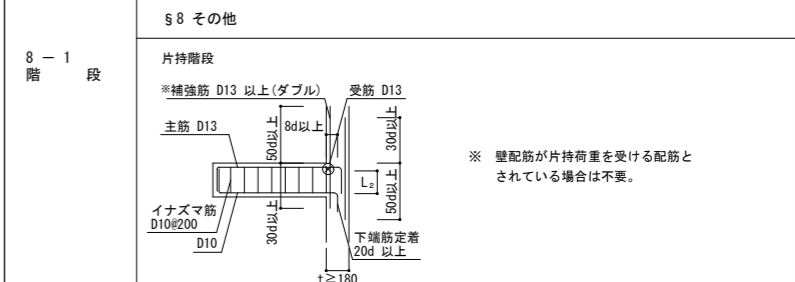 §8 その他
8 － 1
階 段
片持階段
※補強筋 D13 以上(ダブル)
受筋 D13
主筋 D13
8d以上
50d以上
30d以上
L₂
50d以上
30d以上
イナズマ筋
D10@200
D10
下端筋定着
20d 以上
t≧180
※ 壁配筋が片持荷重を受ける配筋と
されている場合は不要。